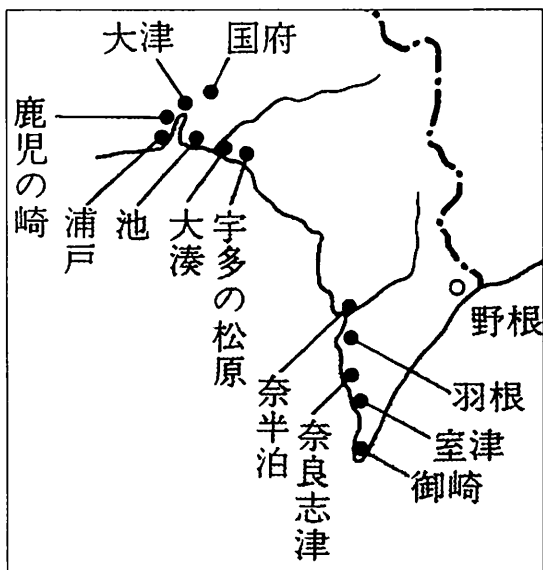 国府
大津
鹿児の崎
浦戸
池
大湊
宇多の松原
奈半泊
奈良志津
野根
羽根
室津
御崎